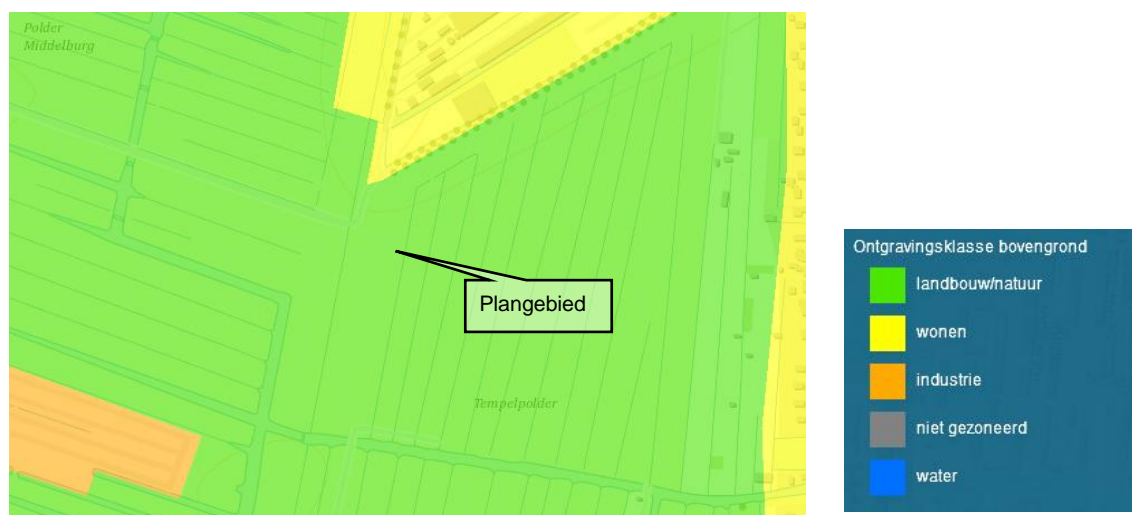 Polder
Middelburg
Plangebied
Tempelpolder
Ontgravingsklasse bovengrond
landbouw/natuur
wonen
industrie
niet gezoneerd
water